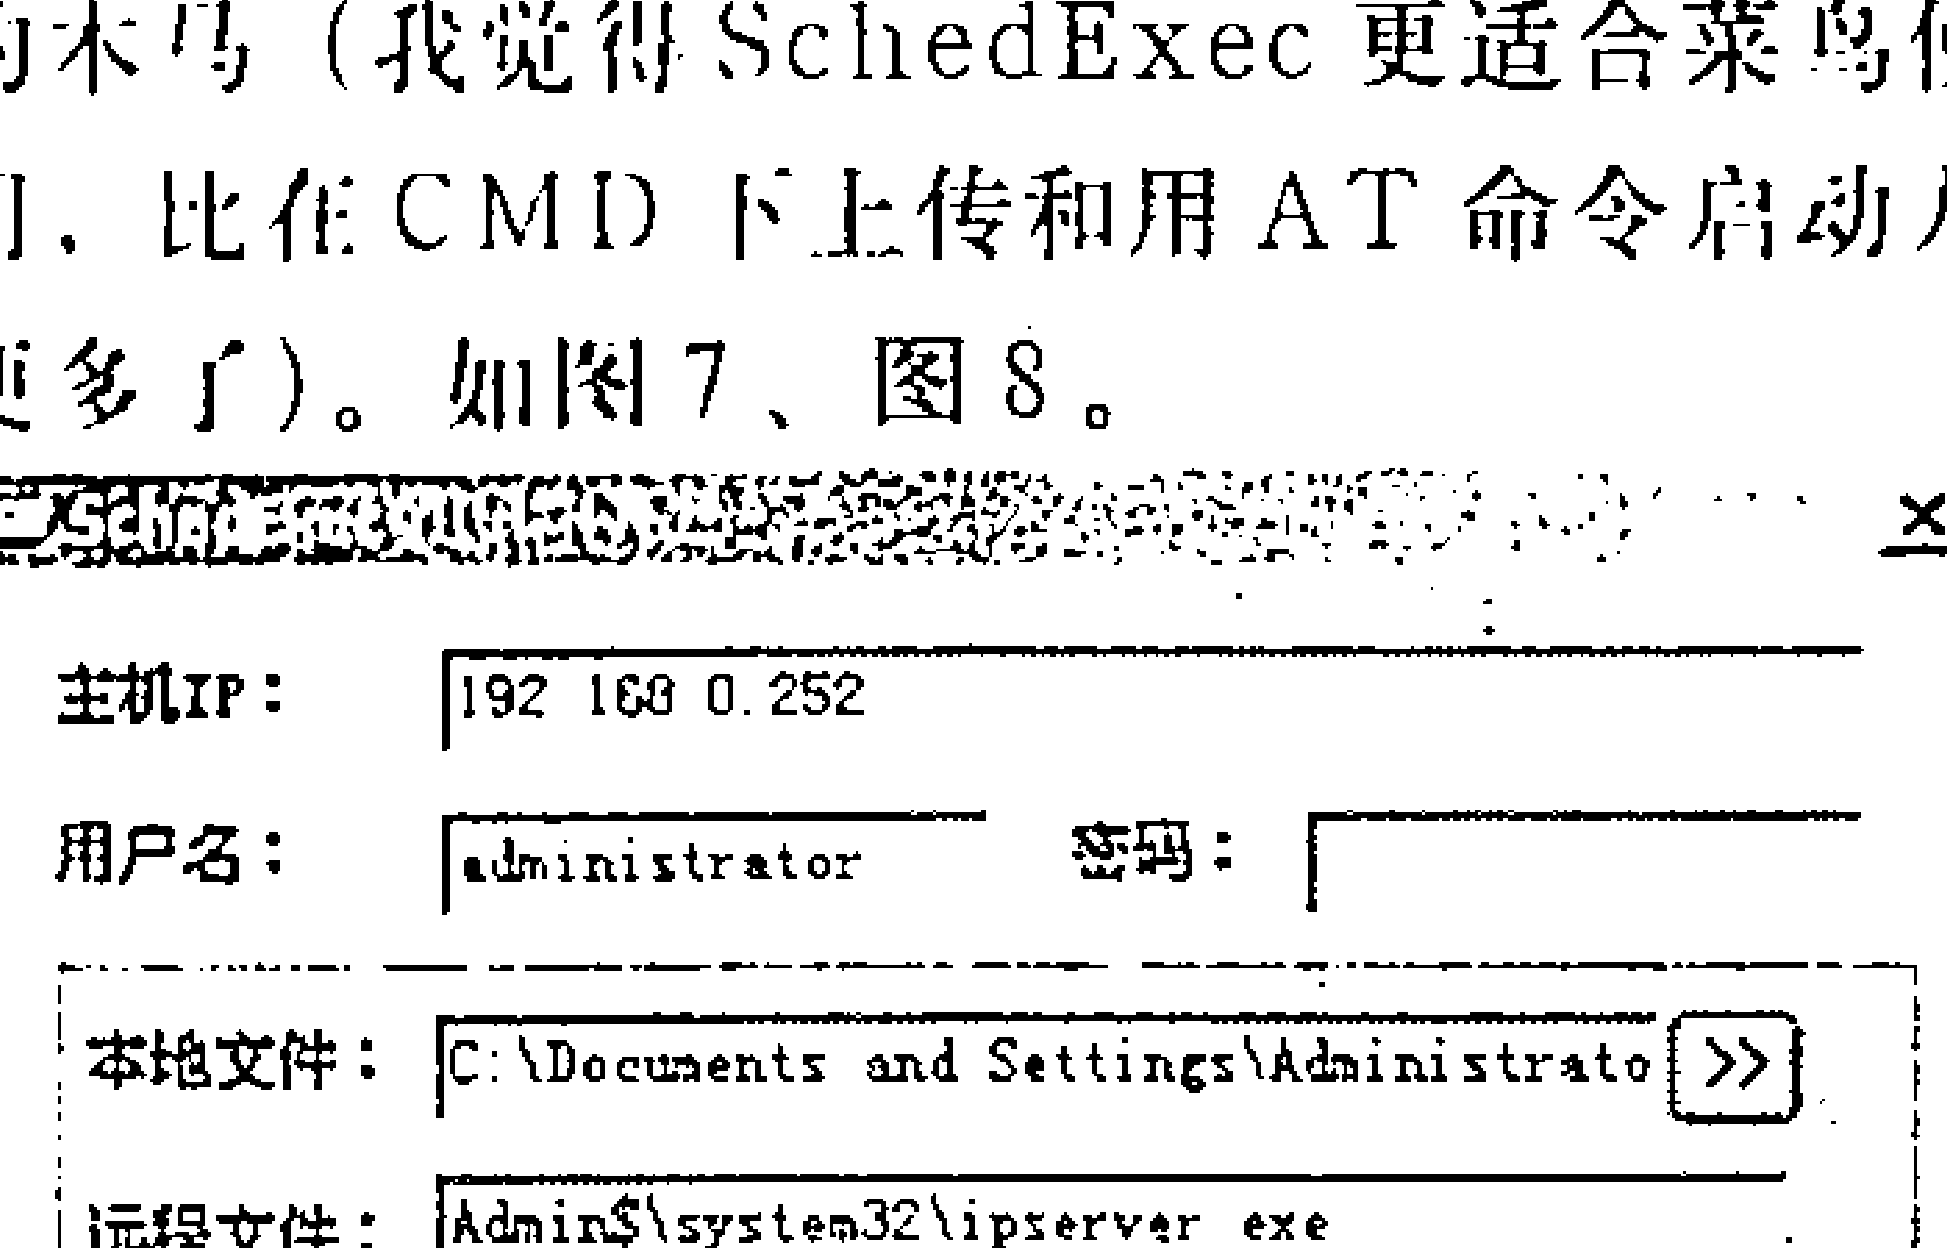 的木马（我觉得SchedExec更适合菜鸟
们，比在CMD下上传和用AT命令启动
更多了）。如图7、图8。
主机IP：
192 168 0.252
用户名：
administrator
密码：
本地文件：
C:\Documents and Settings\Administrato
>>
远程文件：
Admin$\system32\ipserver exe